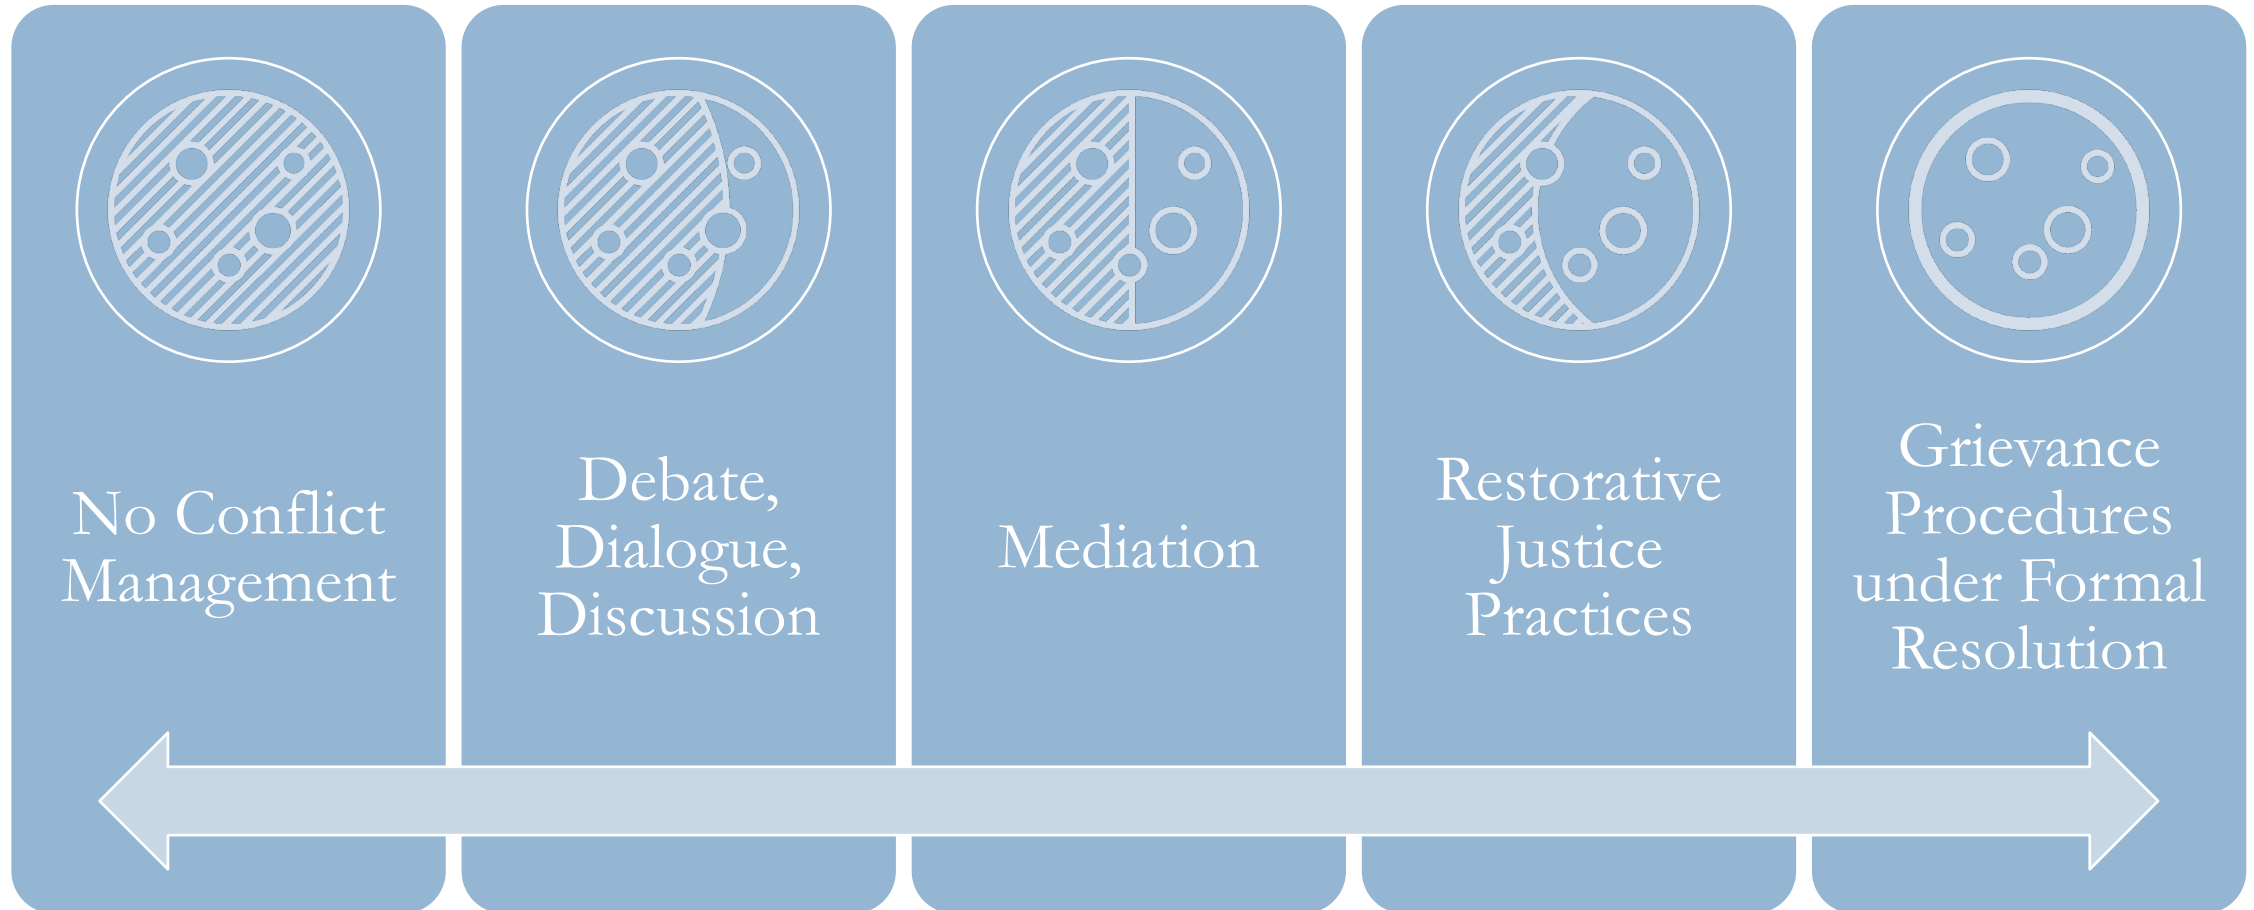 No Conflict
Management
Debate,
Dialogue,
Discussion
Mediation
Restorative
Justice
Practices
Grievance
Procedures
under Formal
Resolution